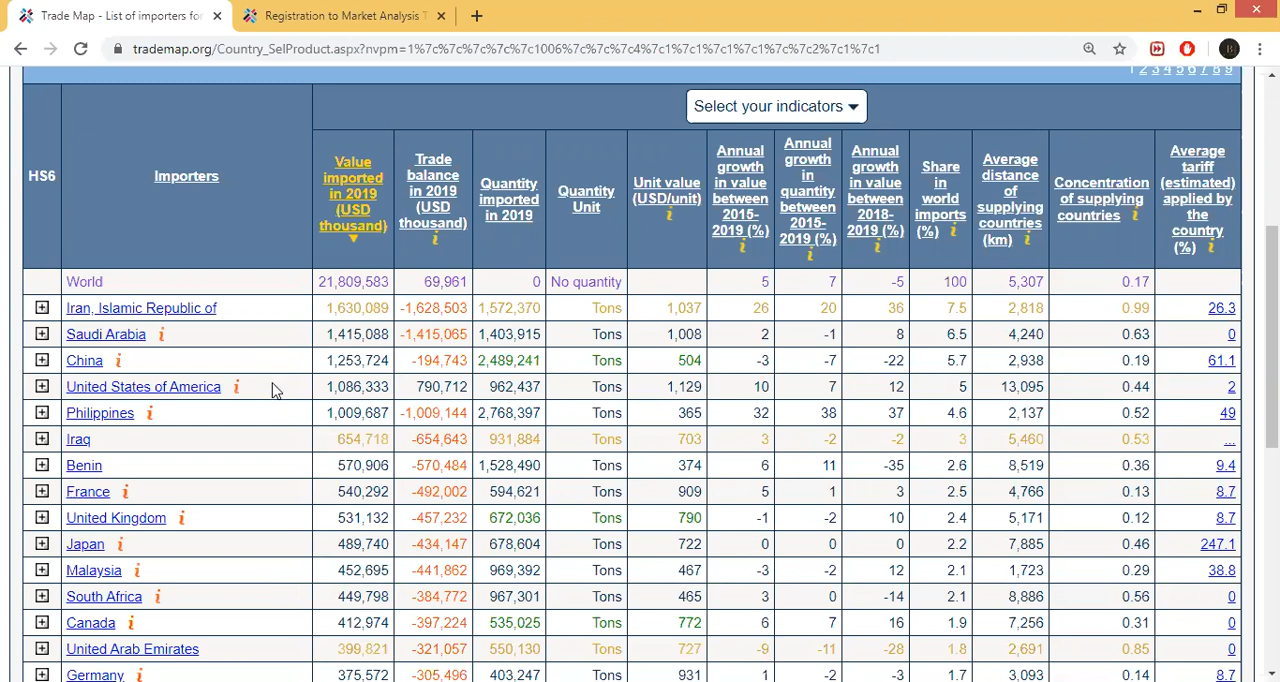 Trade Map - List of importers for
Registration to Market Analysis T
trademap.org/Country_SelProduct.aspx?nvpm=1%7c%7c%7c%7c%7c1006%7c%7c%7c4%7c1%7c1%7c1%7c1%7c1%7c%7c2%7c1%7c1
1 2 3 4 5 6 7 8 9
Select your indicators
HS6
Importers
Value imported in 2019 (USD thousand)
Trade balance in 2019 (USD thousand)
Quantity imported in 2019
Quantity Unit
Unit value (USD/unit)
Annual growth in value between 2015-2019 (%)
Annual growth in quantity between 2015-2019 (%)
Annual growth in value between 2018-2019 (%)
Share in world imports (%)
Average distance of supplying countries (km)
Concentration of supplying countries
Average tariff (estimated) applied by the country (%)
World 21,809,583 69,961 0 No quantity 5 7 -5 100 5,307 0.17
Iran, Islamic Republic of 1,630,089 -1,628,503 1,572,370 Tons 1,037 26 20 36 7.5 2,818 0.99 26.3
Saudi Arabia i 1,415,088 -1,415,065 1,403,915 Tons 1,008 2 -1 8 6.5 4,240 0.63 0
China i 1,253,724 -194,743 2,489,241 Tons 504 -3 -7 -22 5.7 2,938 0.19 61.1
United States of America i 1,086,333 790,712 962,437 Tons 1,129 10 7 12 5 13,095 0.44 2
Philippines i 1,009,687 -1,009,144 2,768,397 Tons 365 32 38 37 4.6 2,137 0.52 49
Iraq 654,718 -654,643 931,884 Tons 703 3 -2 -2 3 5,460 0.53 ...
Benin 570,906 -570,484 1,528,490 Tons 374 6 11 -35 2.6 8,519 0.36 9.4
France i 540,292 -492,002 594,621 Tons 909 5 1 3 2.5 4,766 0.13 8.7
United Kingdom i 531,132 -457,232 672,036 Tons 790 -1 -2 10 2.4 5,171 0.12 8.7
Japan i 489,740 -434,147 678,604 Tons 722 0 0 0 2.2 7,885 0.46 247.1
Malaysia i 452,695 -441,862 969,392 Tons 467 -3 -2 12 2.1 1,723 0.29 38.8
South Africa i 449,798 -384,772 967,301 Tons 465 3 0 -14 2.1 8,886 0.56 0
Canada i 412,974 -397,224 535,025 Tons 772 6 7 16 1.9 7,256 0.31 0
United Arab Emirates 399,821 -321,057 550,130 Tons 727 -9 -11 -28 1.8 2,691 0.85 0
Germany i 375,572 -305,496 403,247 Tons 931 1 -2 -3 1.7 3,093 0.14 8.7